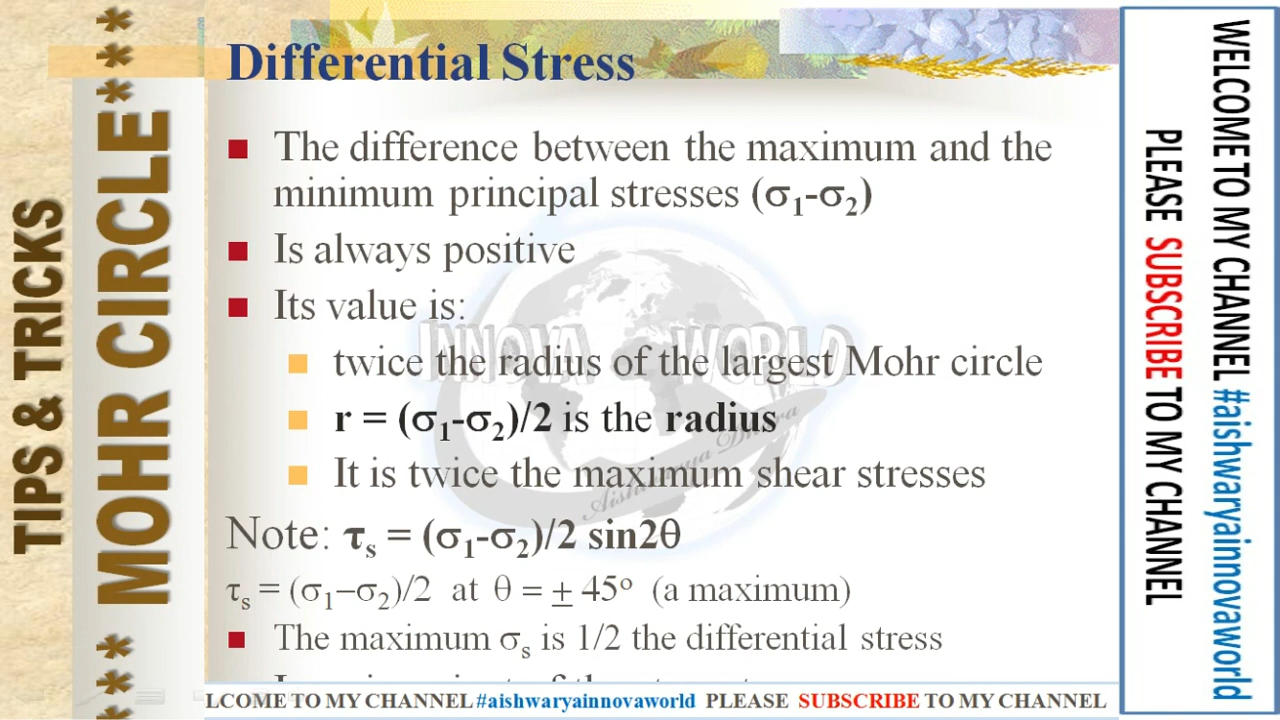 TIPS & TRICKS
*** MOHR CIRCLE****
Differential Stress
The difference between the maximum and the
minimum principal stresses (σ₁-σ₂)
Is always positive
Its value is:
twice the radius of the largest Mohr circle
r = (σ₁-σ₂)/2 is the radius
It is twice the maximum shear stresses
Note: τₛ = (σ₁-σ₂)/2 sin2θ
τₛ = (σ₁–σ₂)/2 at θ = ± 45° (a maximum)
The maximum σₛ is 1/2 the differential stress
INNOVA WORLD
Aishwarya Dhara
LCOME TO MY CHANNEL #aishwaryainnovaworld PLEASE SUBSCRIBE TO MY CHANNEL
WELCOME TO MY CHANNEL #aishwaryainnovaworld
PLEASE SUBSCRIBE TO MY CHANNEL